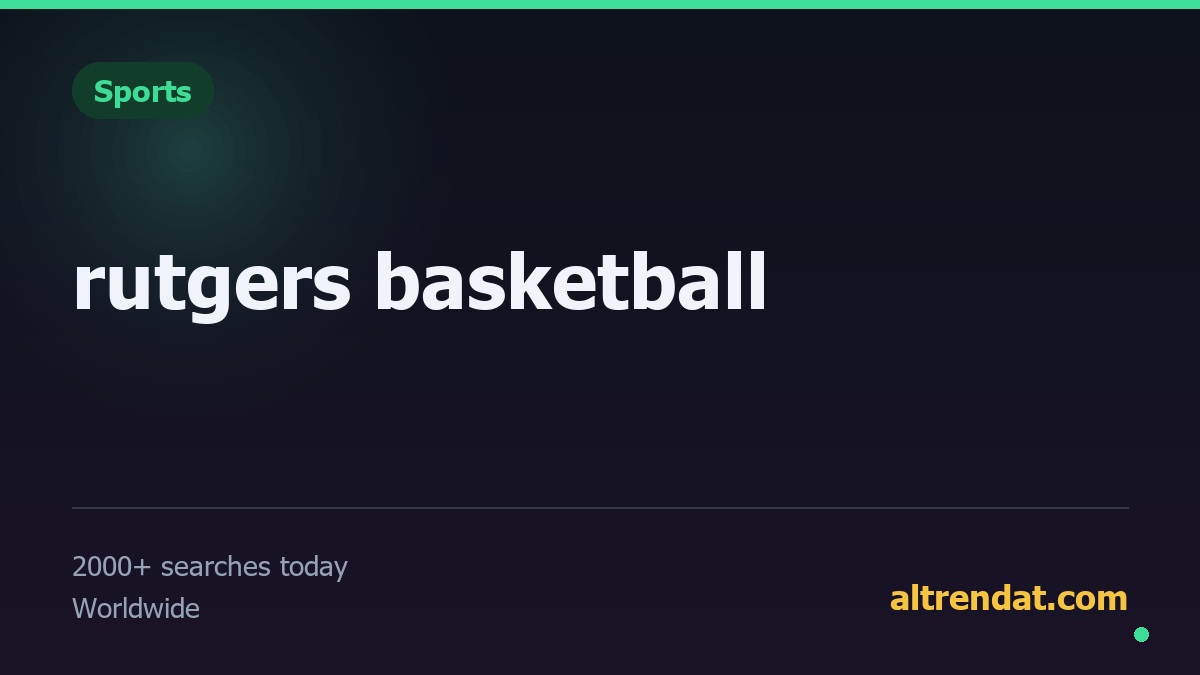 Sports
rutgers basketball
2000+ searches today
Worldwide
altrendat.com